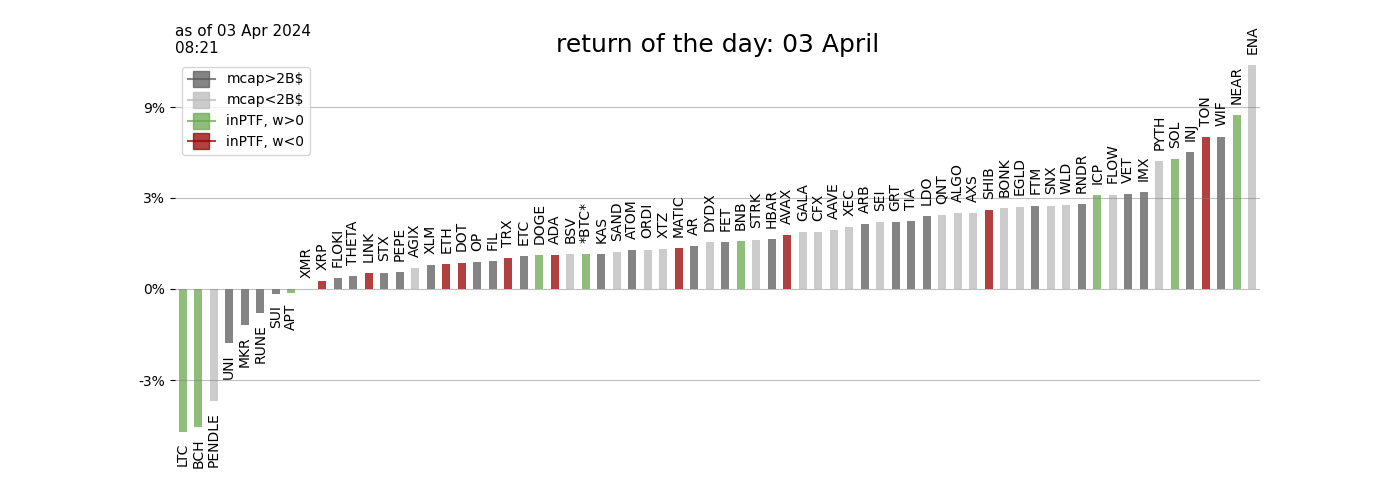 as of 03 Apr 2024
08:21
return of the day: 03 April
mcap>2B$
mcap<2B$
inPTF, w>0
inPTF, w<0
9%
3%
0%
-3%
LTC
BCH
PENDLE
UNI
MKR
RUNE
SUI
APT
XMR
XRP
FLOKI
THETA
LINK
STX
PEPE
AGIX
XLM
ETH
DOT
OP
FIL
TRX
ETC
DOGE
ADA
BSV
*BTC*
KAS
SAND
ATOM
ORDI
XTZ
MATIC
AR
DYDX
FET
BNB
STRK
HBAR
AVAX
GALA
CFX
AAVE
XEC
ARB
SEI
GRT
TIA
LDO
QNT
ALGO
AXS
SHIB
BONK
EGLD
FTM
SNX
WLD
RNDR
ICP
FLOW
VET
IMX
PYTH
SOL
INJ
TON
WIF
NEAR
ENA